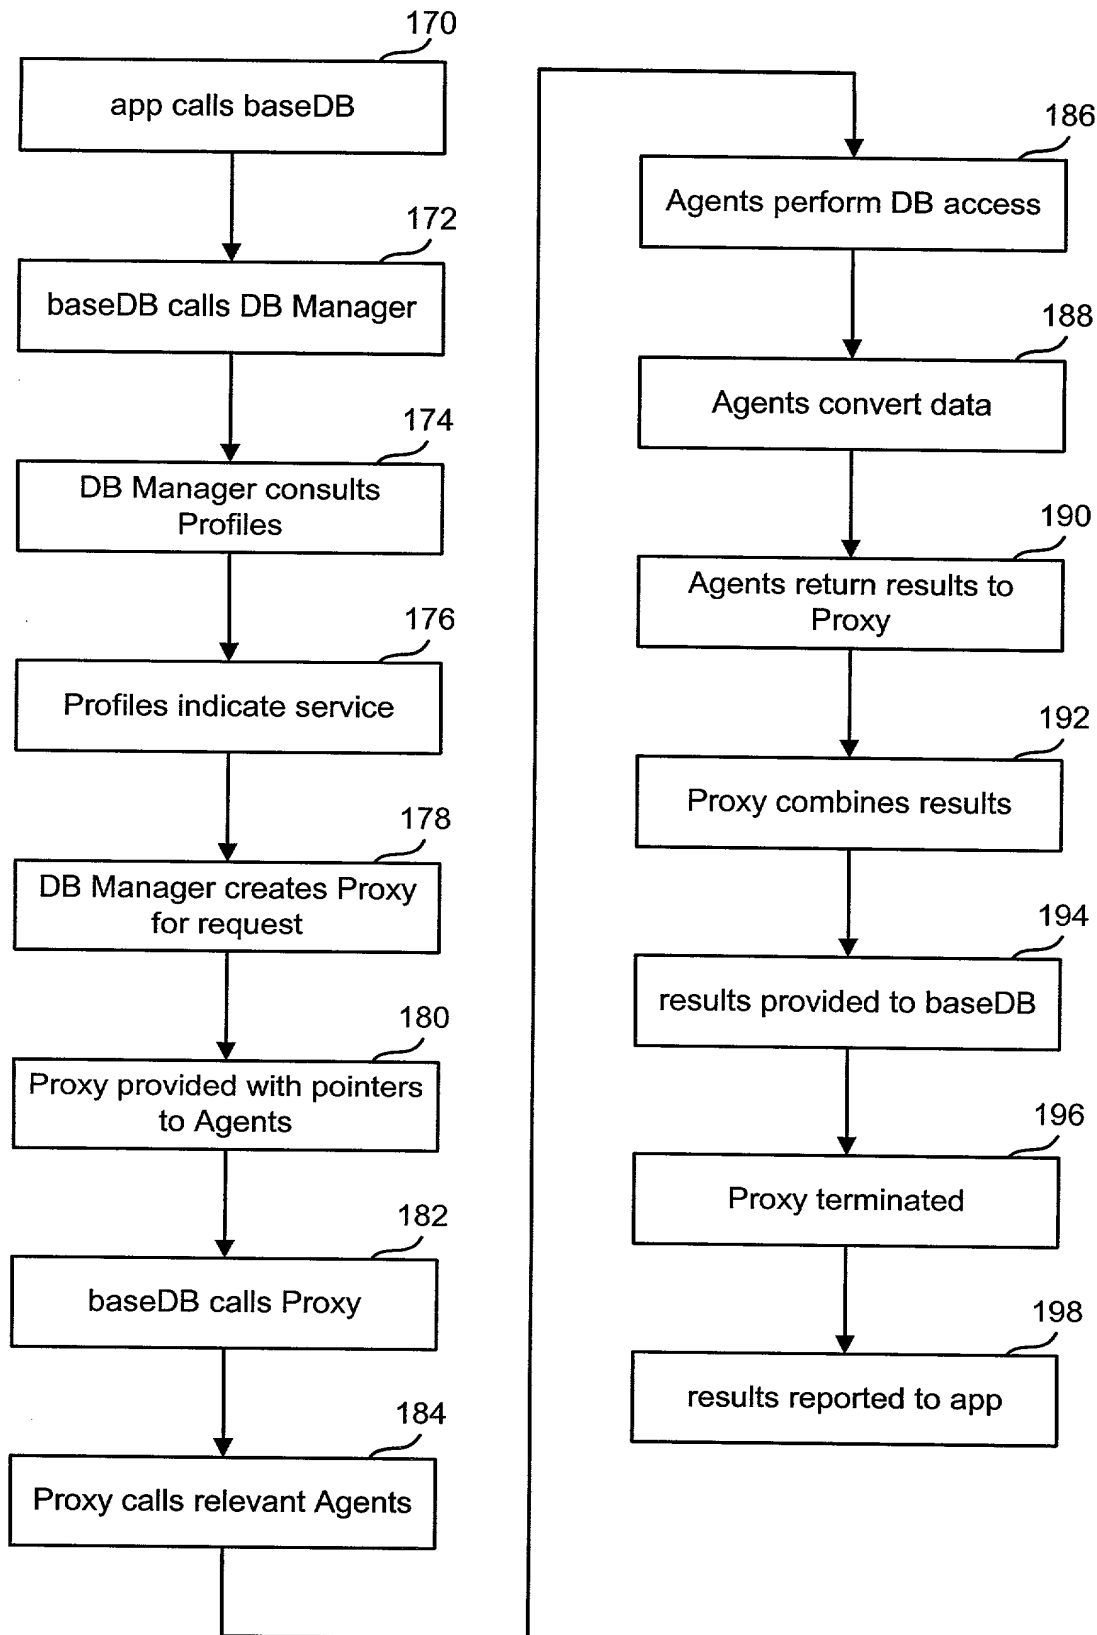 170
app calls baseDB
172
baseDB calls DB Manager
174
DB Manager consults
Profiles
176
Profiles indicate service
178
DB Manager creates Proxy
for request
180
Proxy provided with pointers
to Agents
182
baseDB calls Proxy
184
Proxy calls relevant Agents
186
Agents perform DB access
188
Agents convert data
190
Agents return results to
Proxy
192
Proxy combines results
194
results provided to baseDB
196
Proxy terminated
198
results reported to app